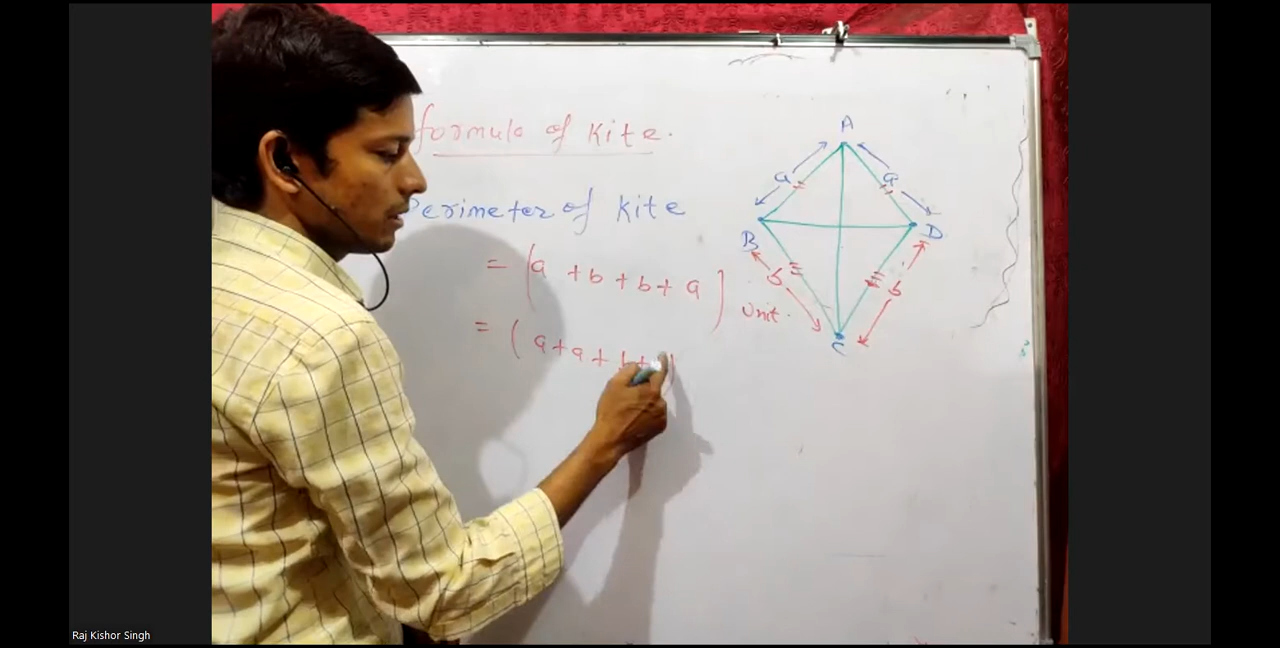 formula of Kite.
Perimeter of Kite
= (a + b + b + a) unit.
= (a + a + b +
A
a
a
B
D
b
b
C
Raj Kishor Singh